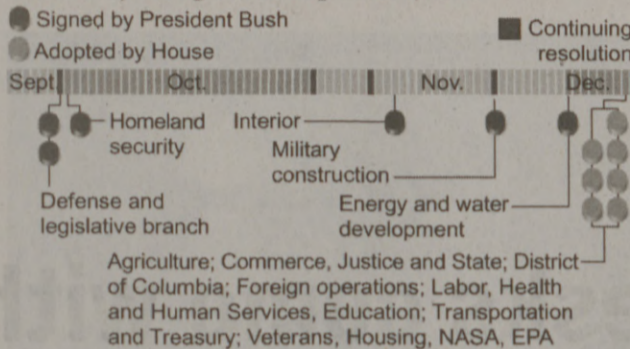 Signed by President Bush
Continuing
resolution
Adopted by House
Sept. Oct. Nov. Dec.
Homeland
security
Interior
Military
construction
Defense and
legislative branch
Energy and water
development
Agriculture; Commerce, Justice and State; District
of Columbia; Foreign operations; Labor, Health
and Human Services, Education; Transportation
and Treasury; Veterans, Housing, NASA, EPA